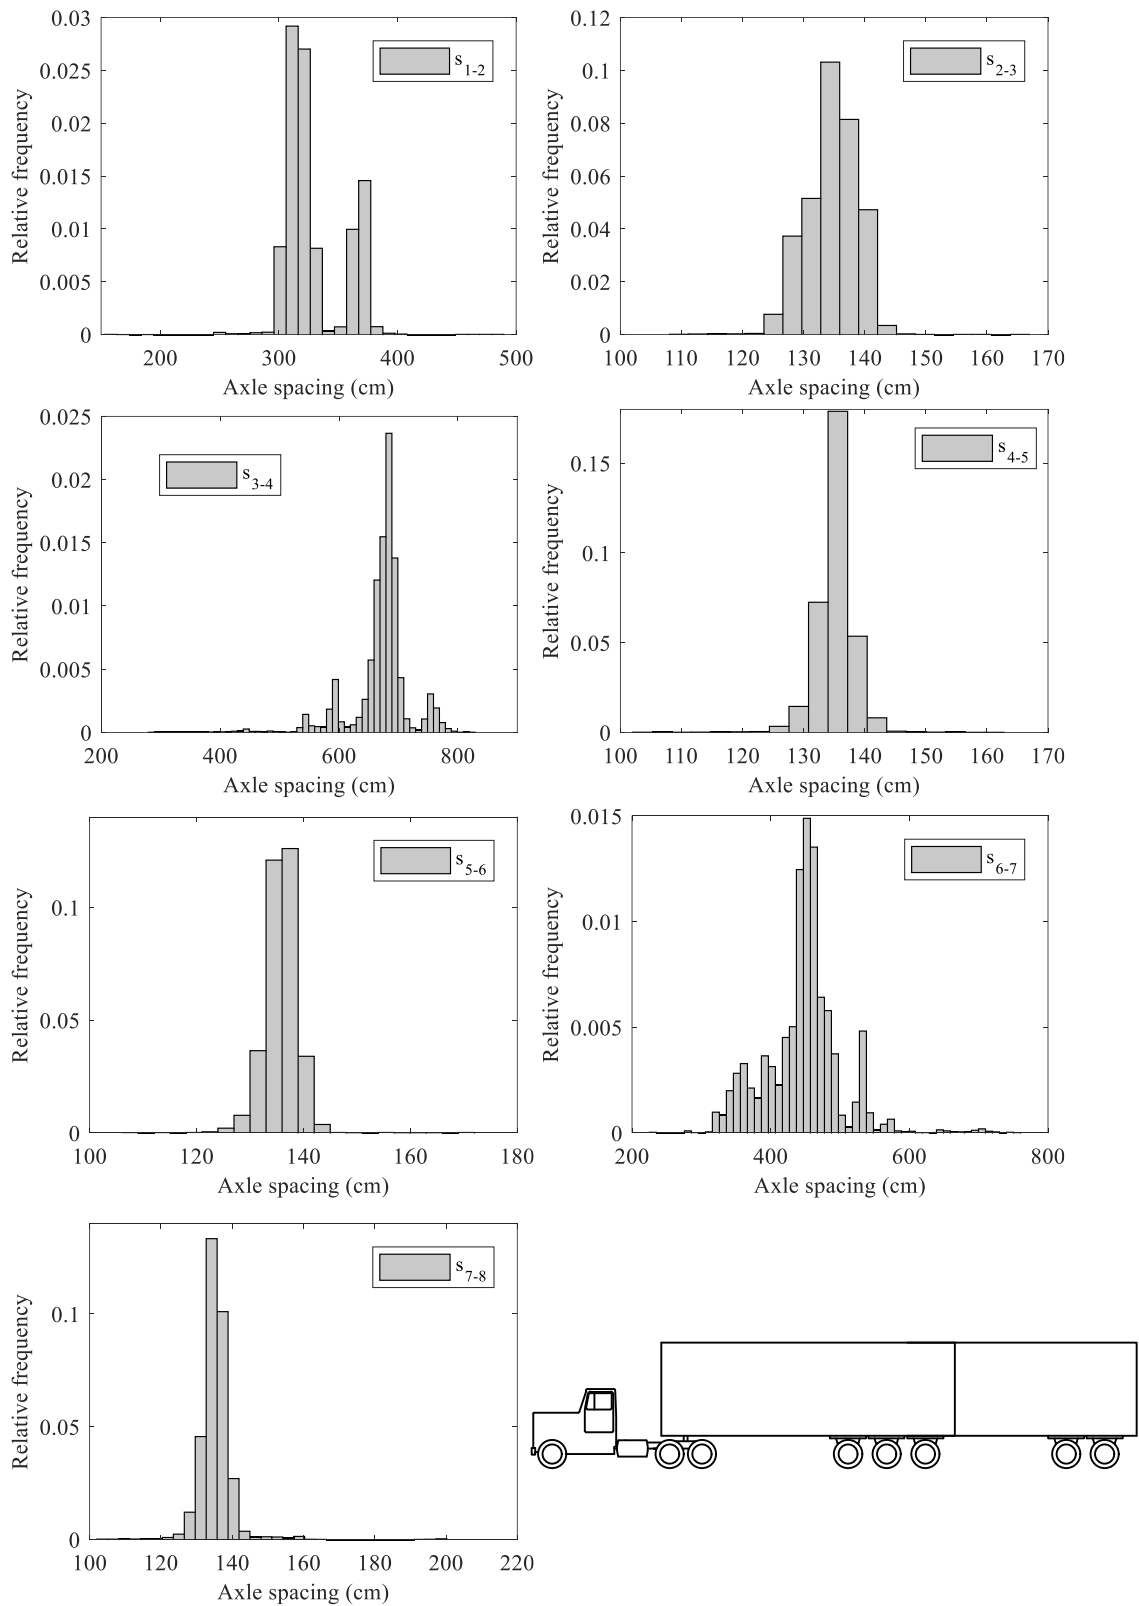 0.03
0.025
0.02
0.015
0.01
0.005
0
Relative frequency
s1-2
200 300 400 500
Axle spacing (cm)
0.12
0.1
0.08
0.06
0.04
0.02
0
Relative frequency
s2-3
100 110 120 130 140 150 160 170
Axle spacing (cm)
0.025
0.02
0.015
0.01
0.005
0
Relative frequency
s3-4
200 400 600 800
Axle spacing (cm)
0.15
0.1
0.05
0
Relative frequency
s4-5
100 110 120 130 140 150 160 170
Axle spacing (cm)
0.1
0.05
0
Relative frequency
s5-6
100 120 140 160 180
Axle spacing (cm)
0.015
0.01
0.005
0
Relative frequency
s6-7
200 400 600 800
Axle spacing (cm)
0.1
0.05
0
Relative frequency
s7-8
100 120 140 160 180 200 220
Axle spacing (cm)